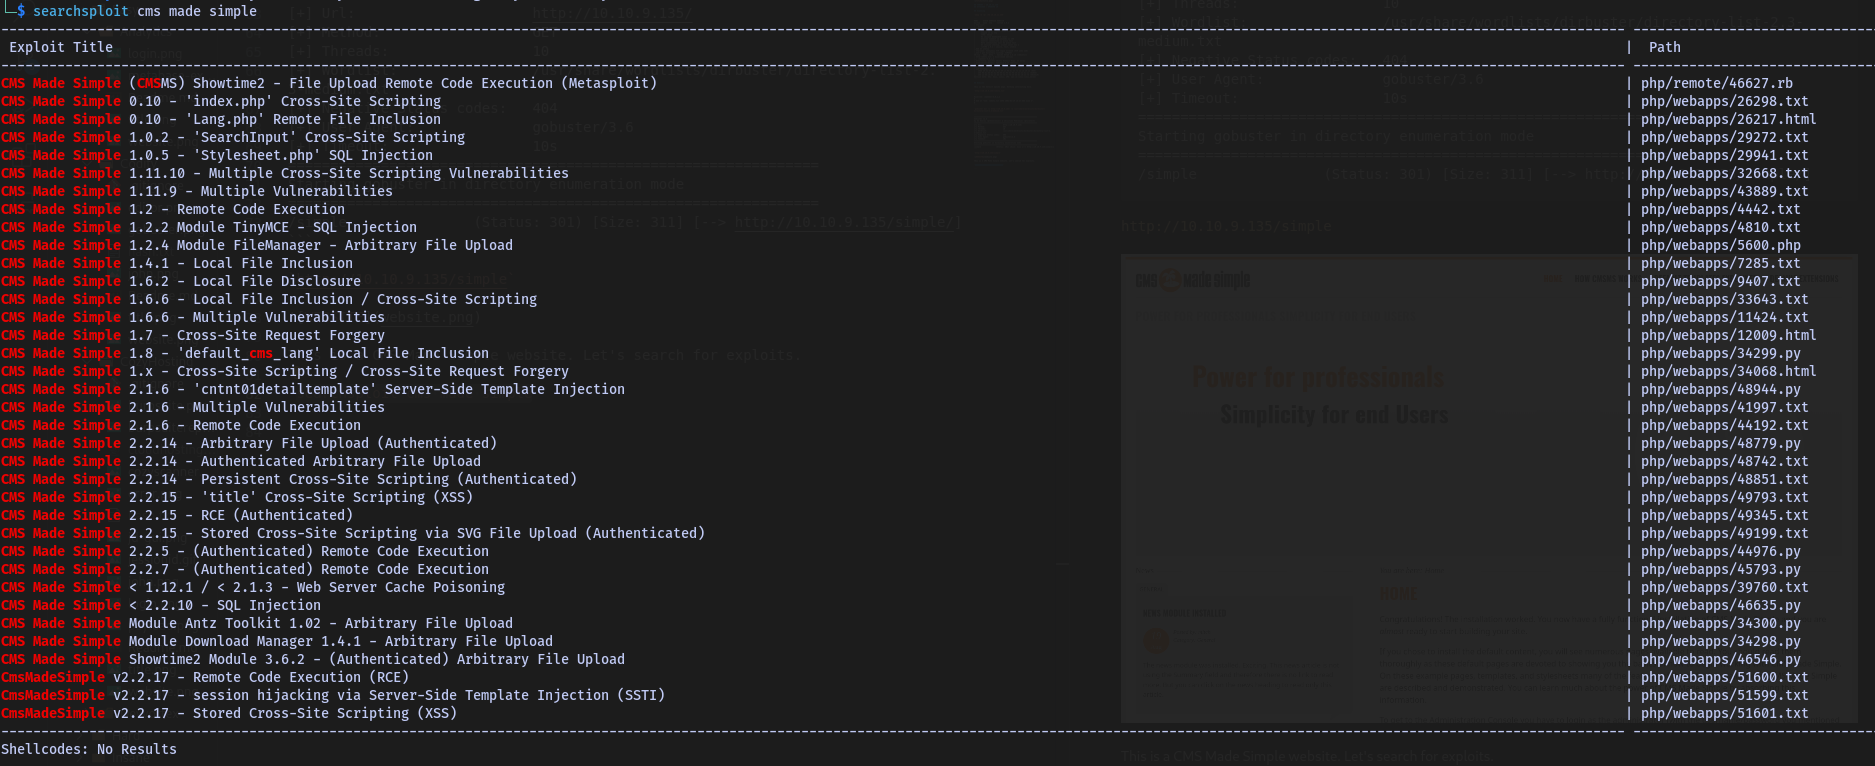 └─$ searchsploit cms made simple
Exploit Title | Path
CMS Made Simple (CMSMS) Showtime2 - File Upload Remote Code Execution (Metasploit) | php/remote/46627.rb
CMS Made Simple 0.10 - 'index.php' Cross-Site Scripting | php/webapps/26298.txt
CMS Made Simple 0.10 - 'Lang.php' Remote File Inclusion | php/webapps/26217.html
CMS Made Simple 1.0.2 - 'SearchInput' Cross-Site Scripting | php/webapps/29272.txt
CMS Made Simple 1.0.5 - 'Stylesheet.php' SQL Injection | php/webapps/29941.txt
CMS Made Simple 1.11.10 - Multiple Cross-Site Scripting Vulnerabilities | php/webapps/32668.txt
CMS Made Simple 1.11.9 - Multiple Vulnerabilities | php/webapps/43889.txt
CMS Made Simple 1.2 - Remote Code Execution | php/webapps/4442.txt
CMS Made Simple 1.2.2 Module TinyMCE - SQL Injection | php/webapps/4810.txt
CMS Made Simple 1.2.4 Module FileManager - Arbitrary File Upload | php/webapps/5600.php
CMS Made Simple 1.4.1 - Local File Inclusion | php/webapps/7285.txt
CMS Made Simple 1.6.2 - Local File Disclosure | php/webapps/9407.txt
CMS Made Simple 1.6.6 - Local File Inclusion / Cross-Site Scripting | php/webapps/33643.txt
CMS Made Simple 1.6.6 - Multiple Vulnerabilities | php/webapps/11424.txt
CMS Made Simple 1.7 - Cross-Site Request Forgery | php/webapps/12009.html
CMS Made Simple 1.8 - 'default_cms_lang' Local File Inclusion | php/webapps/34299.py
CMS Made Simple 1.x - Cross-Site Scripting / Cross-Site Request Forgery | php/webapps/34068.html
CMS Made Simple 2.1.6 - 'cntnt01detailtemplate' Server-Side Template Injection | php/webapps/48944.py
CMS Made Simple 2.1.6 - Multiple Vulnerabilities | php/webapps/41997.txt
CMS Made Simple 2.1.6 - Remote Code Execution | php/webapps/44192.txt
CMS Made Simple 2.2.14 - Arbitrary File Upload (Authenticated) | php/webapps/48779.py
CMS Made Simple 2.2.14 - Authenticated Arbitrary File Upload | php/webapps/48742.txt
CMS Made Simple 2.2.14 - Persistent Cross-Site Scripting (Authenticated) | php/webapps/48851.txt
CMS Made Simple 2.2.15 - 'title' Cross-Site Scripting (XSS) | php/webapps/49793.txt
CMS Made Simple 2.2.15 - RCE (Authenticated) | php/webapps/49345.txt
CMS Made Simple 2.2.15 - Stored Cross-Site Scripting via SVG File Upload (Authenticated) | php/webapps/49199.txt
CMS Made Simple 2.2.5 - (Authenticated) Remote Code Execution | php/webapps/44976.py
CMS Made Simple 2.2.7 - (Authenticated) Remote Code Execution | php/webapps/45793.py
CMS Made Simple < 1.12.1 / < 2.1.3 - Web Server Cache Poisoning | php/webapps/39760.txt
CMS Made Simple < 2.2.10 - SQL Injection | php/webapps/46635.py
CMS Made Simple Module Antz Toolkit 1.02 - Arbitrary File Upload | php/webapps/34300.py
CMS Made Simple Module Download Manager 1.4.1 - Arbitrary File Upload | php/webapps/34298.py
CMS Made Simple Showtime2 Module 3.6.2 - (Authenticated) Arbitrary File Upload | php/webapps/46546.py
CmsMadeSimple v2.2.17 - Remote Code Execution (RCE) | php/webapps/51600.txt
CmsMadeSimple v2.2.17 - session hijacking via Server-Side Template Injection (SSTI) | php/webapps/51599.txt
CmsMadeSimple v2.2.17 - Stored Cross-Site Scripting (XSS) | php/webapps/51601.txt
Shellcodes: No Results